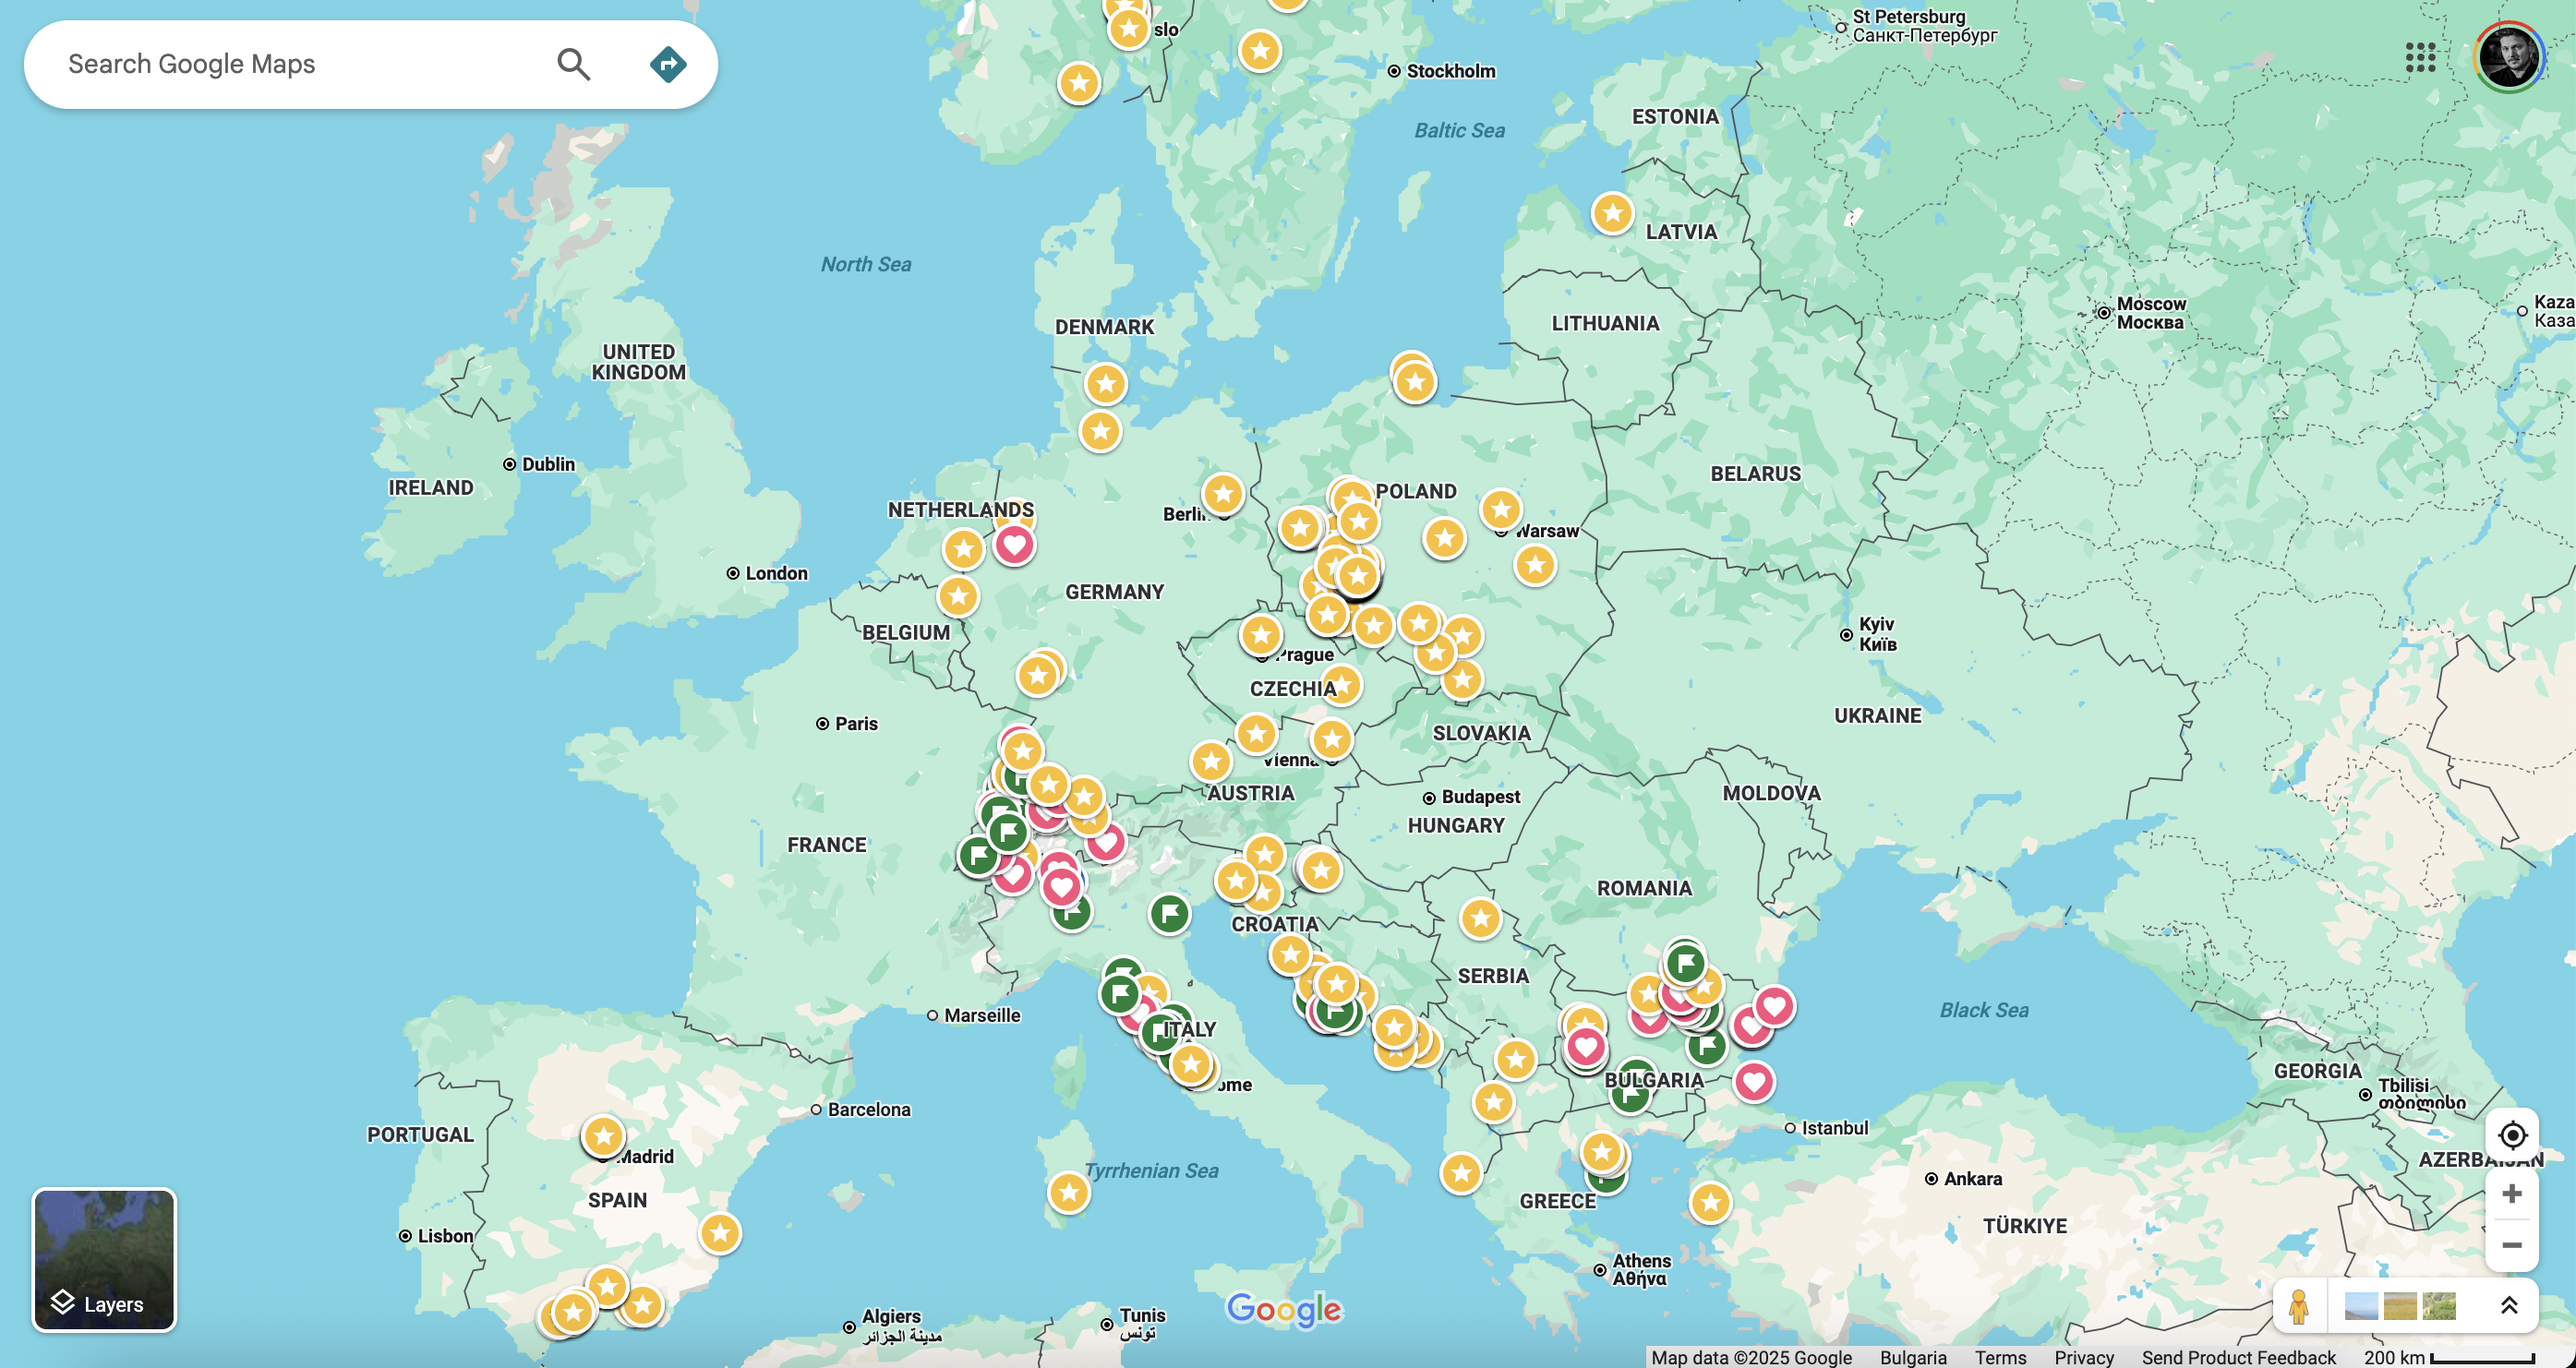 Search Google Maps
slo
Stockholm
St Petersburg
Санкт-Петербург
ESTONIA
Baltic Sea
LATVIA
North Sea
Moscow
Москва
Kaza
Каза
DENMARK
LITHUANIA
UNITED
KINGDOM
Dublin
IRELAND
NETHERLANDS
Berlin
POLAND
Warsaw
BELARUS
London
GERMANY
BELGIUM
Kyiv
Київ
Prague
CZECHIA
Paris
UKRAINE
SLOVAKIA
Vienna
AUSTRIA
Budapest
HUNGARY
MOLDOVA
FRANCE
ROMANIA
CROATIA
SERBIA
Marseille
ITALY
Black Sea
ome
BULGARIA
GEORGIA
Tbilisi
თბილისი
Barcelona
PORTUGAL
Istanbul
Madrid
AZERBAIJAN
Tyrrhenian Sea
Ankara
SPAIN
GREECE
TÜRKIYE
Lisbon
Athens
Αθήνα
Layers
Algiers
مدينة الجزائر
Tunis
تونس
Google
Map data ©2025 Google
Bulgaria
Terms
Privacy
Send Product Feedback
200 km